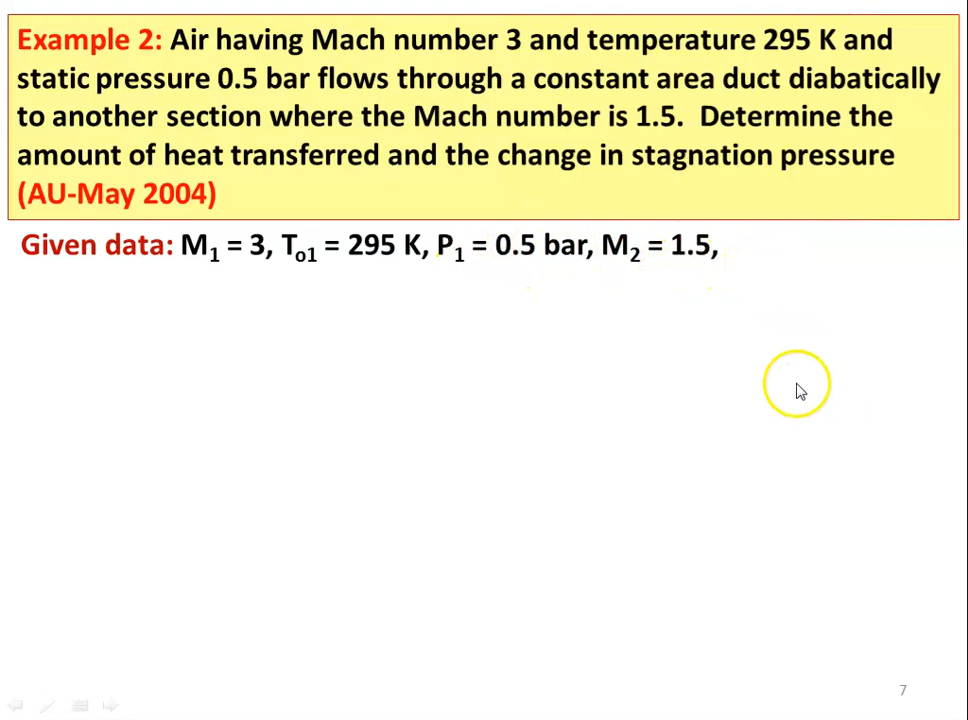 Example 2: Air having Mach number 3 and temperature 295 K and
static pressure 0.5 bar flows through a constant area duct diabatically
to another section where the Mach number is 1.5. Determine the
amount of heat transferred and the change in stagnation pressure
(AU-May 2004)
Given data: M₁ = 3, Tₒ₁ = 295 K, P₁ = 0.5 bar, M₂ = 1.5,
7